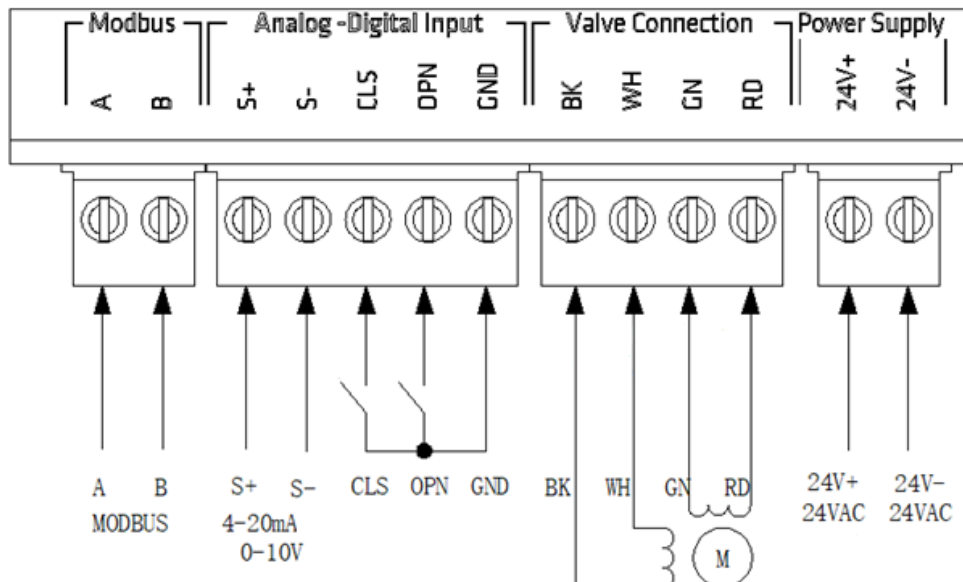 Modbus Analog -Digital Input Valve Connection Power Supply
A B S+ S- CLS OPN GND BK WH GN RD 24V+ 24V-
A B S+ S- CLS OPN GND BK WH GN RD 24V+ 24V-
MODBUS 4-20mA 24VAC 24VAC
0-10V
M